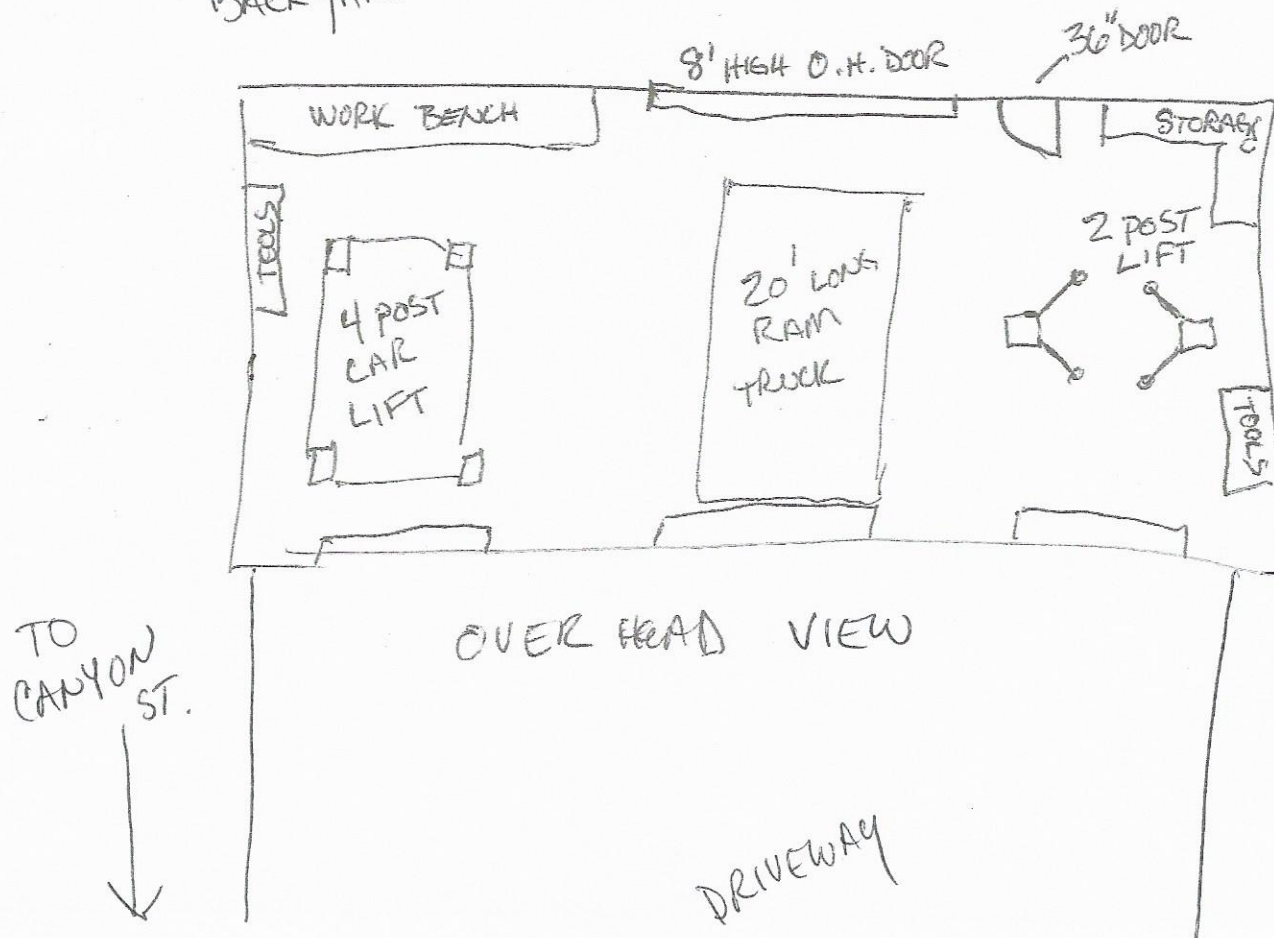 BACK
8' HIGH O.H. DOOR
36" DOOR
WORK BENCH
STORAGE
TOOLS
4 POST
CAR
LIFT
20' LONG
RAM
TRUCK
2 POST
LIFT
TOOLS
TO
CANYON
ST.
OVER HEAD VIEW
DRIVEWAY